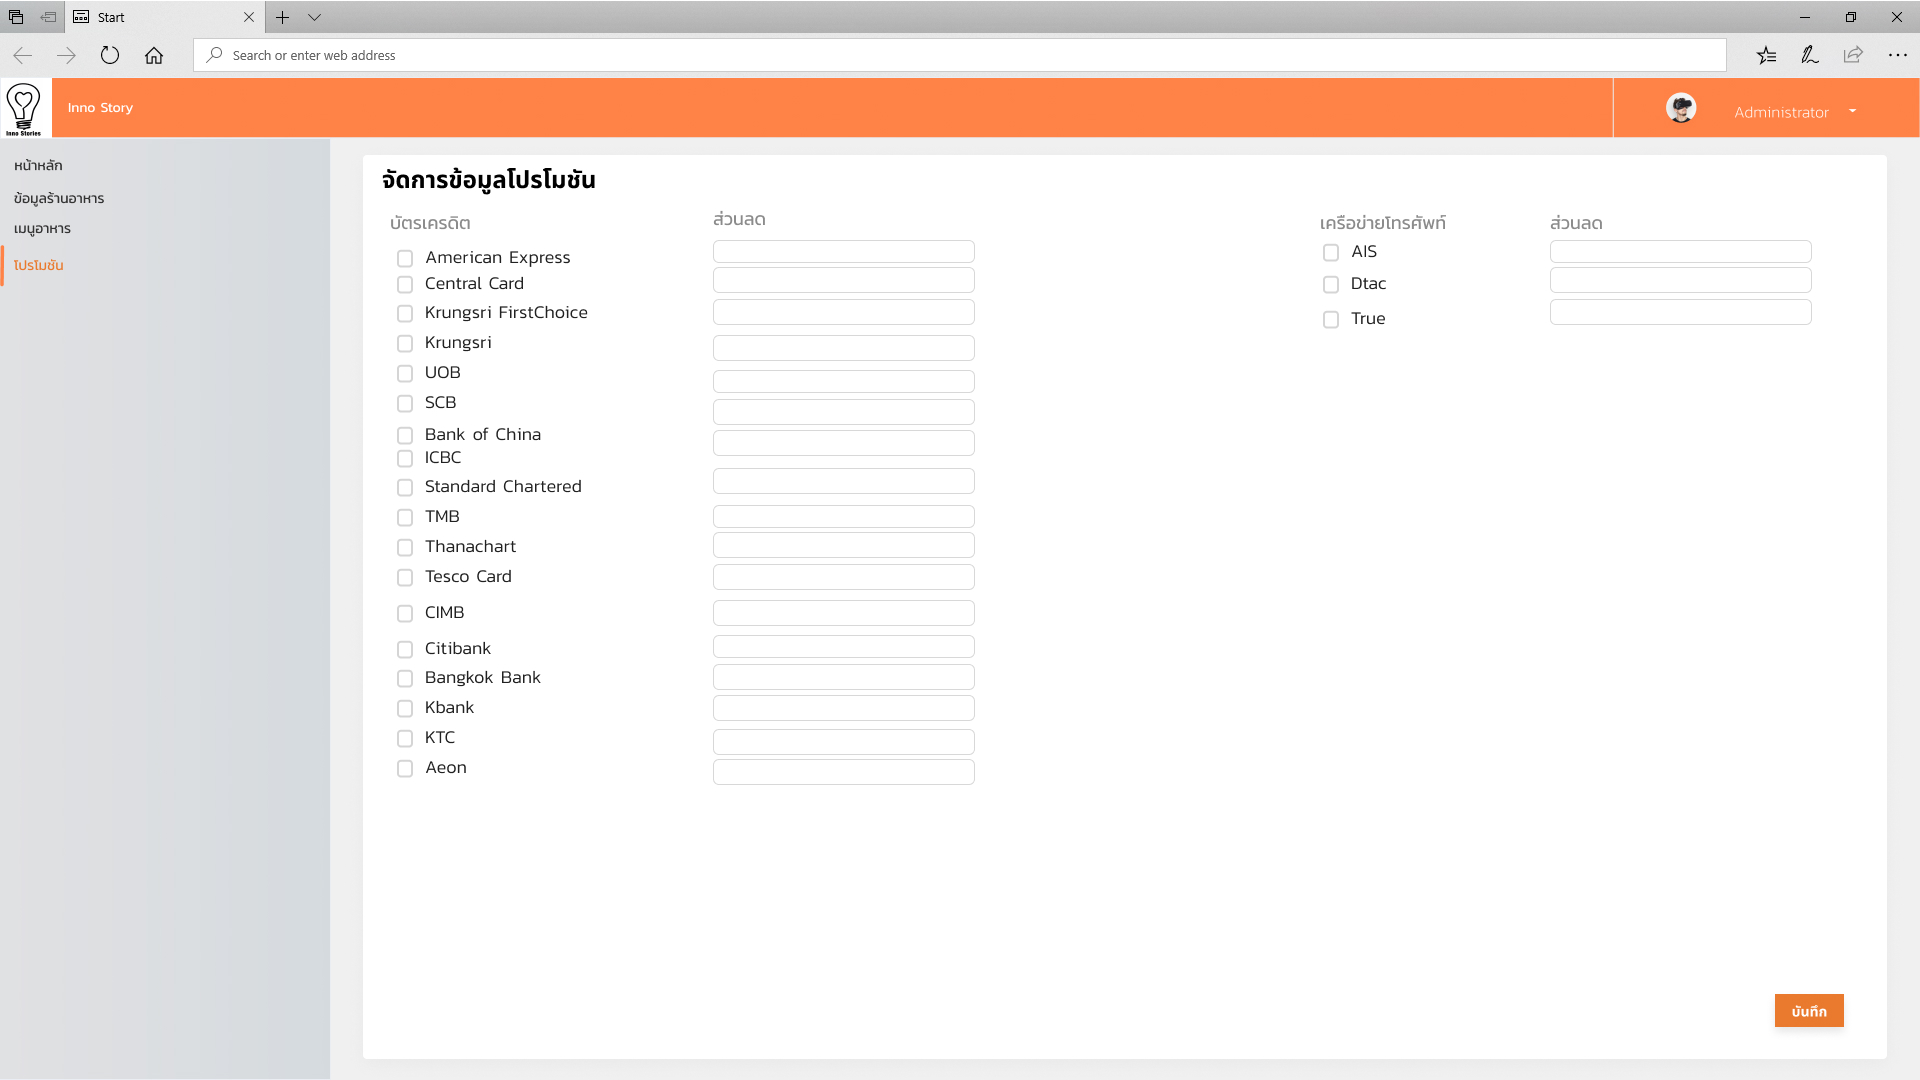 Start
Search or enter web address
Inno Stories
Inno Story
Administrator
หน้าหลัก
ข้อมูลร้านอาหาร
เมนูอาหาร
โปรโมชัน
จัดการข้อมูลโปรโมชัน
บัตรเครดิต
ส่วนลด
American Express
Central Card
Krungsri FirstChoice
Krungsri
UOB
SCB
Bank of China
ICBC
Standard Chartered
TMB
Thanachart
Tesco Card
CIMB
Citibank
Bangkok Bank
Kbank
KTC
Aeon
เครือข่ายโทรศัพท์
ส่วนลด
AIS
Dtac
True
บันทึก